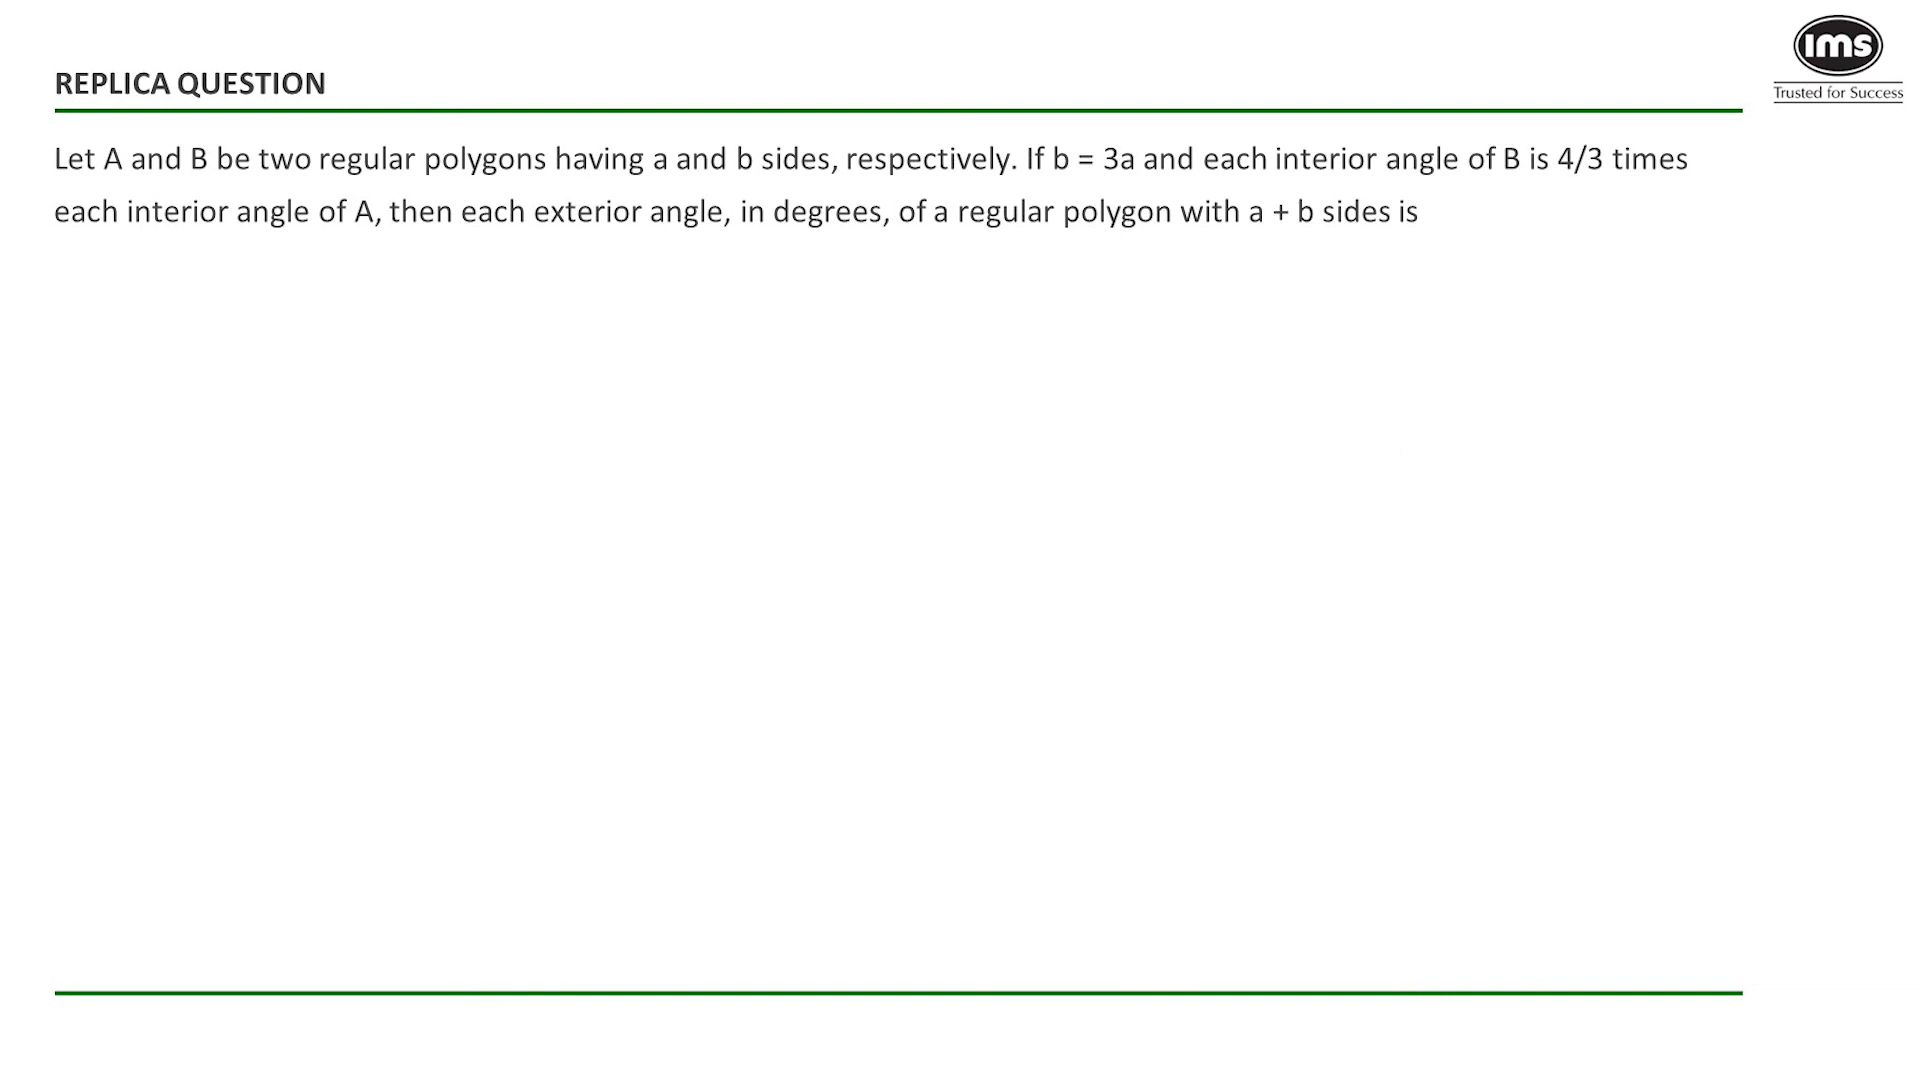 ims
Trusted for Success
REPLICA QUESTION
Let A and B be two regular polygons having a and b sides, respectively. If b = 3a and each interior angle of B is 4/3 times
each interior angle of A, then each exterior angle, in degrees, of a regular polygon with a + b sides is